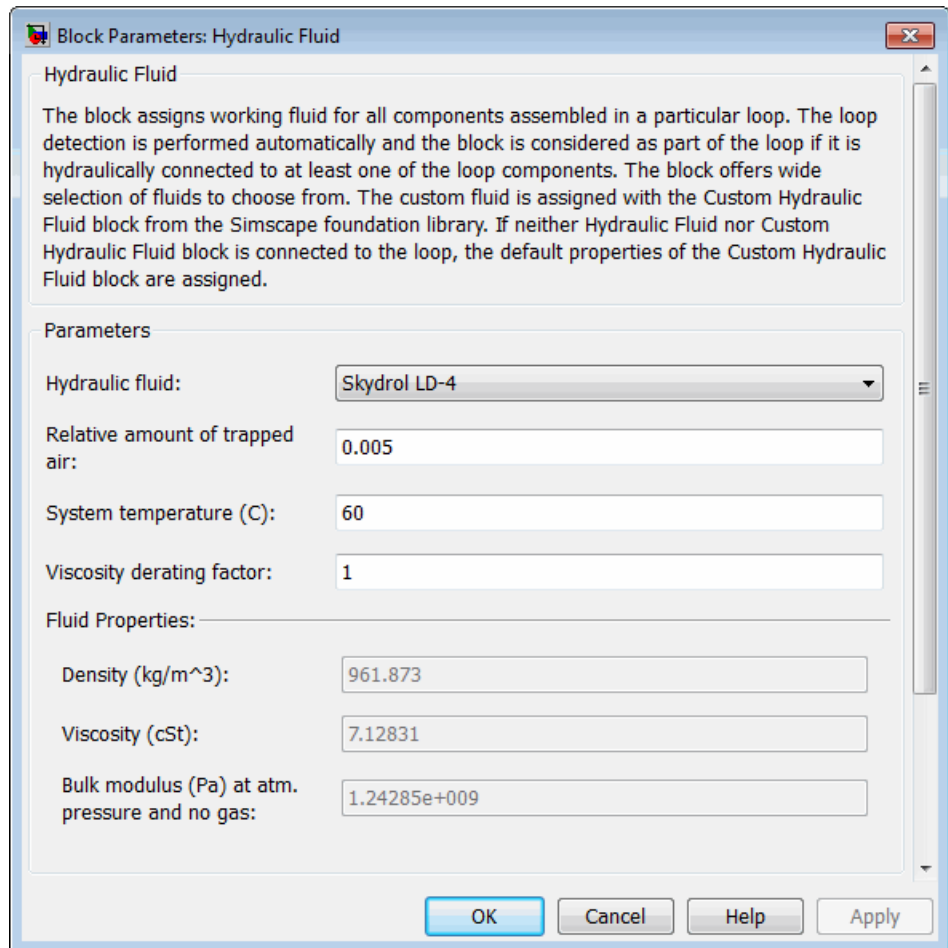 Block Parameters: Hydraulic Fluid
Hydraulic Fluid
The block assigns working fluid for all components assembled in a particular loop. The loop
detection is performed automatically and the block is considered as part of the loop if it is
hydraulically connected to at least one of the loop components. The block offers wide
selection of fluids to choose from. The custom fluid is assigned with the Custom Hydraulic
Fluid block from the Simscape foundation library. If neither Hydraulic Fluid nor Custom
Hydraulic Fluid block is connected to the loop, the default properties of the Custom Hydraulic
Fluid block are assigned.
Parameters
Hydraulic fluid:
Skydrol LD-4
Relative amount of trapped
air:
0.005
System temperature (C):
60
Viscosity derating factor:
1
Fluid Properties:
Density (kg/m^3):
961.873
Viscosity (cSt):
7.12831
Bulk modulus (Pa) at atm.
pressure and no gas:
1.24285e+009
OK
Cancel
Help
Apply